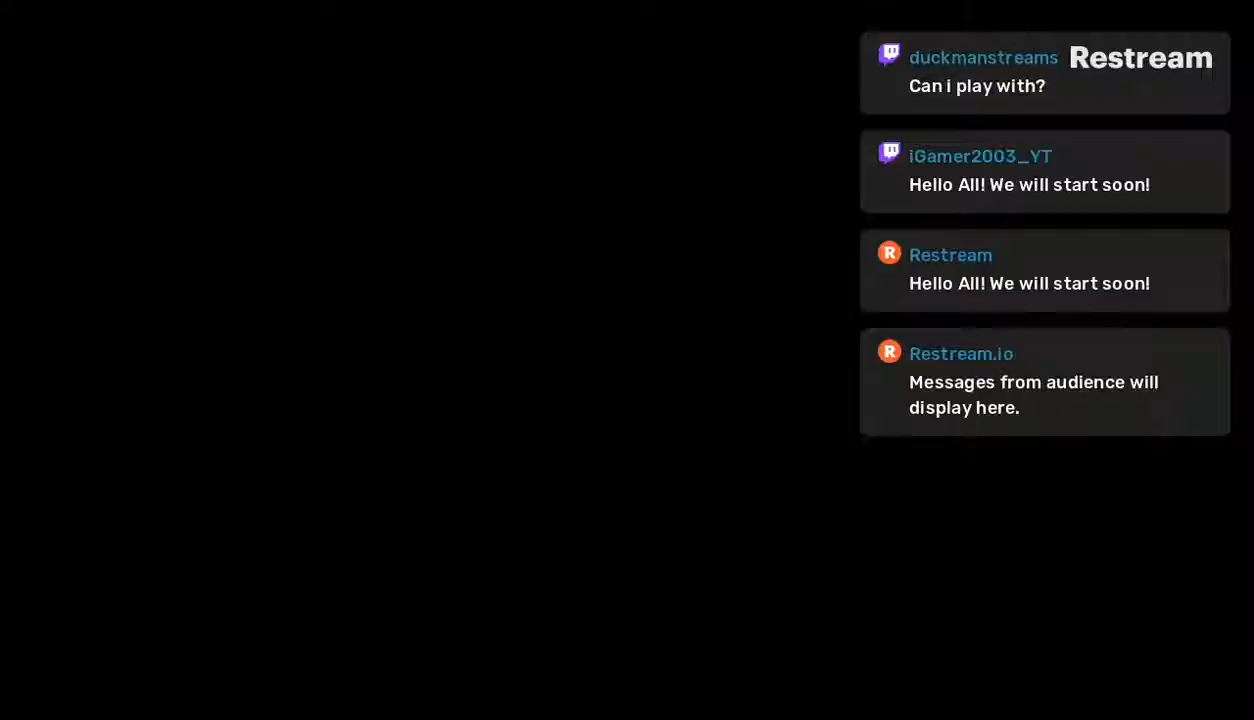 duckmanstreams Restream
Can i play with?
iGamer2003_YT
Hello All! We will start soon!
Restream
Hello All! We will start soon!
Restream.io
Messages from audience will
display here.